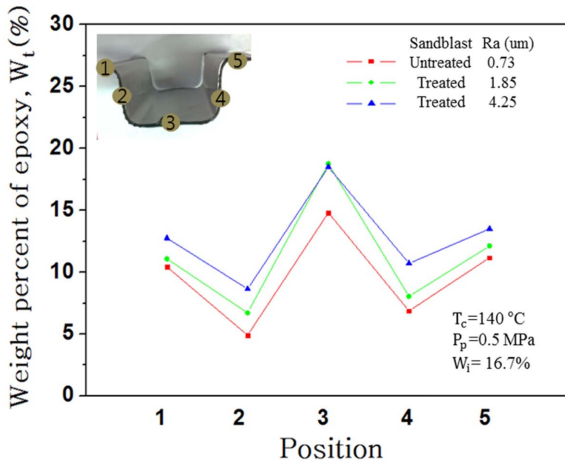 Weight percent of epoxy, Wt(%)
30
25
20
15
10
5
0
1
2
3
4
5
Sandblast Ra (um)
Untreated 0.73
Treated 1.85
Treated 4.25
Tc=140 °C
Pp=0.5 MPa
Wi= 16.7%
1 2 3 4 5
Position